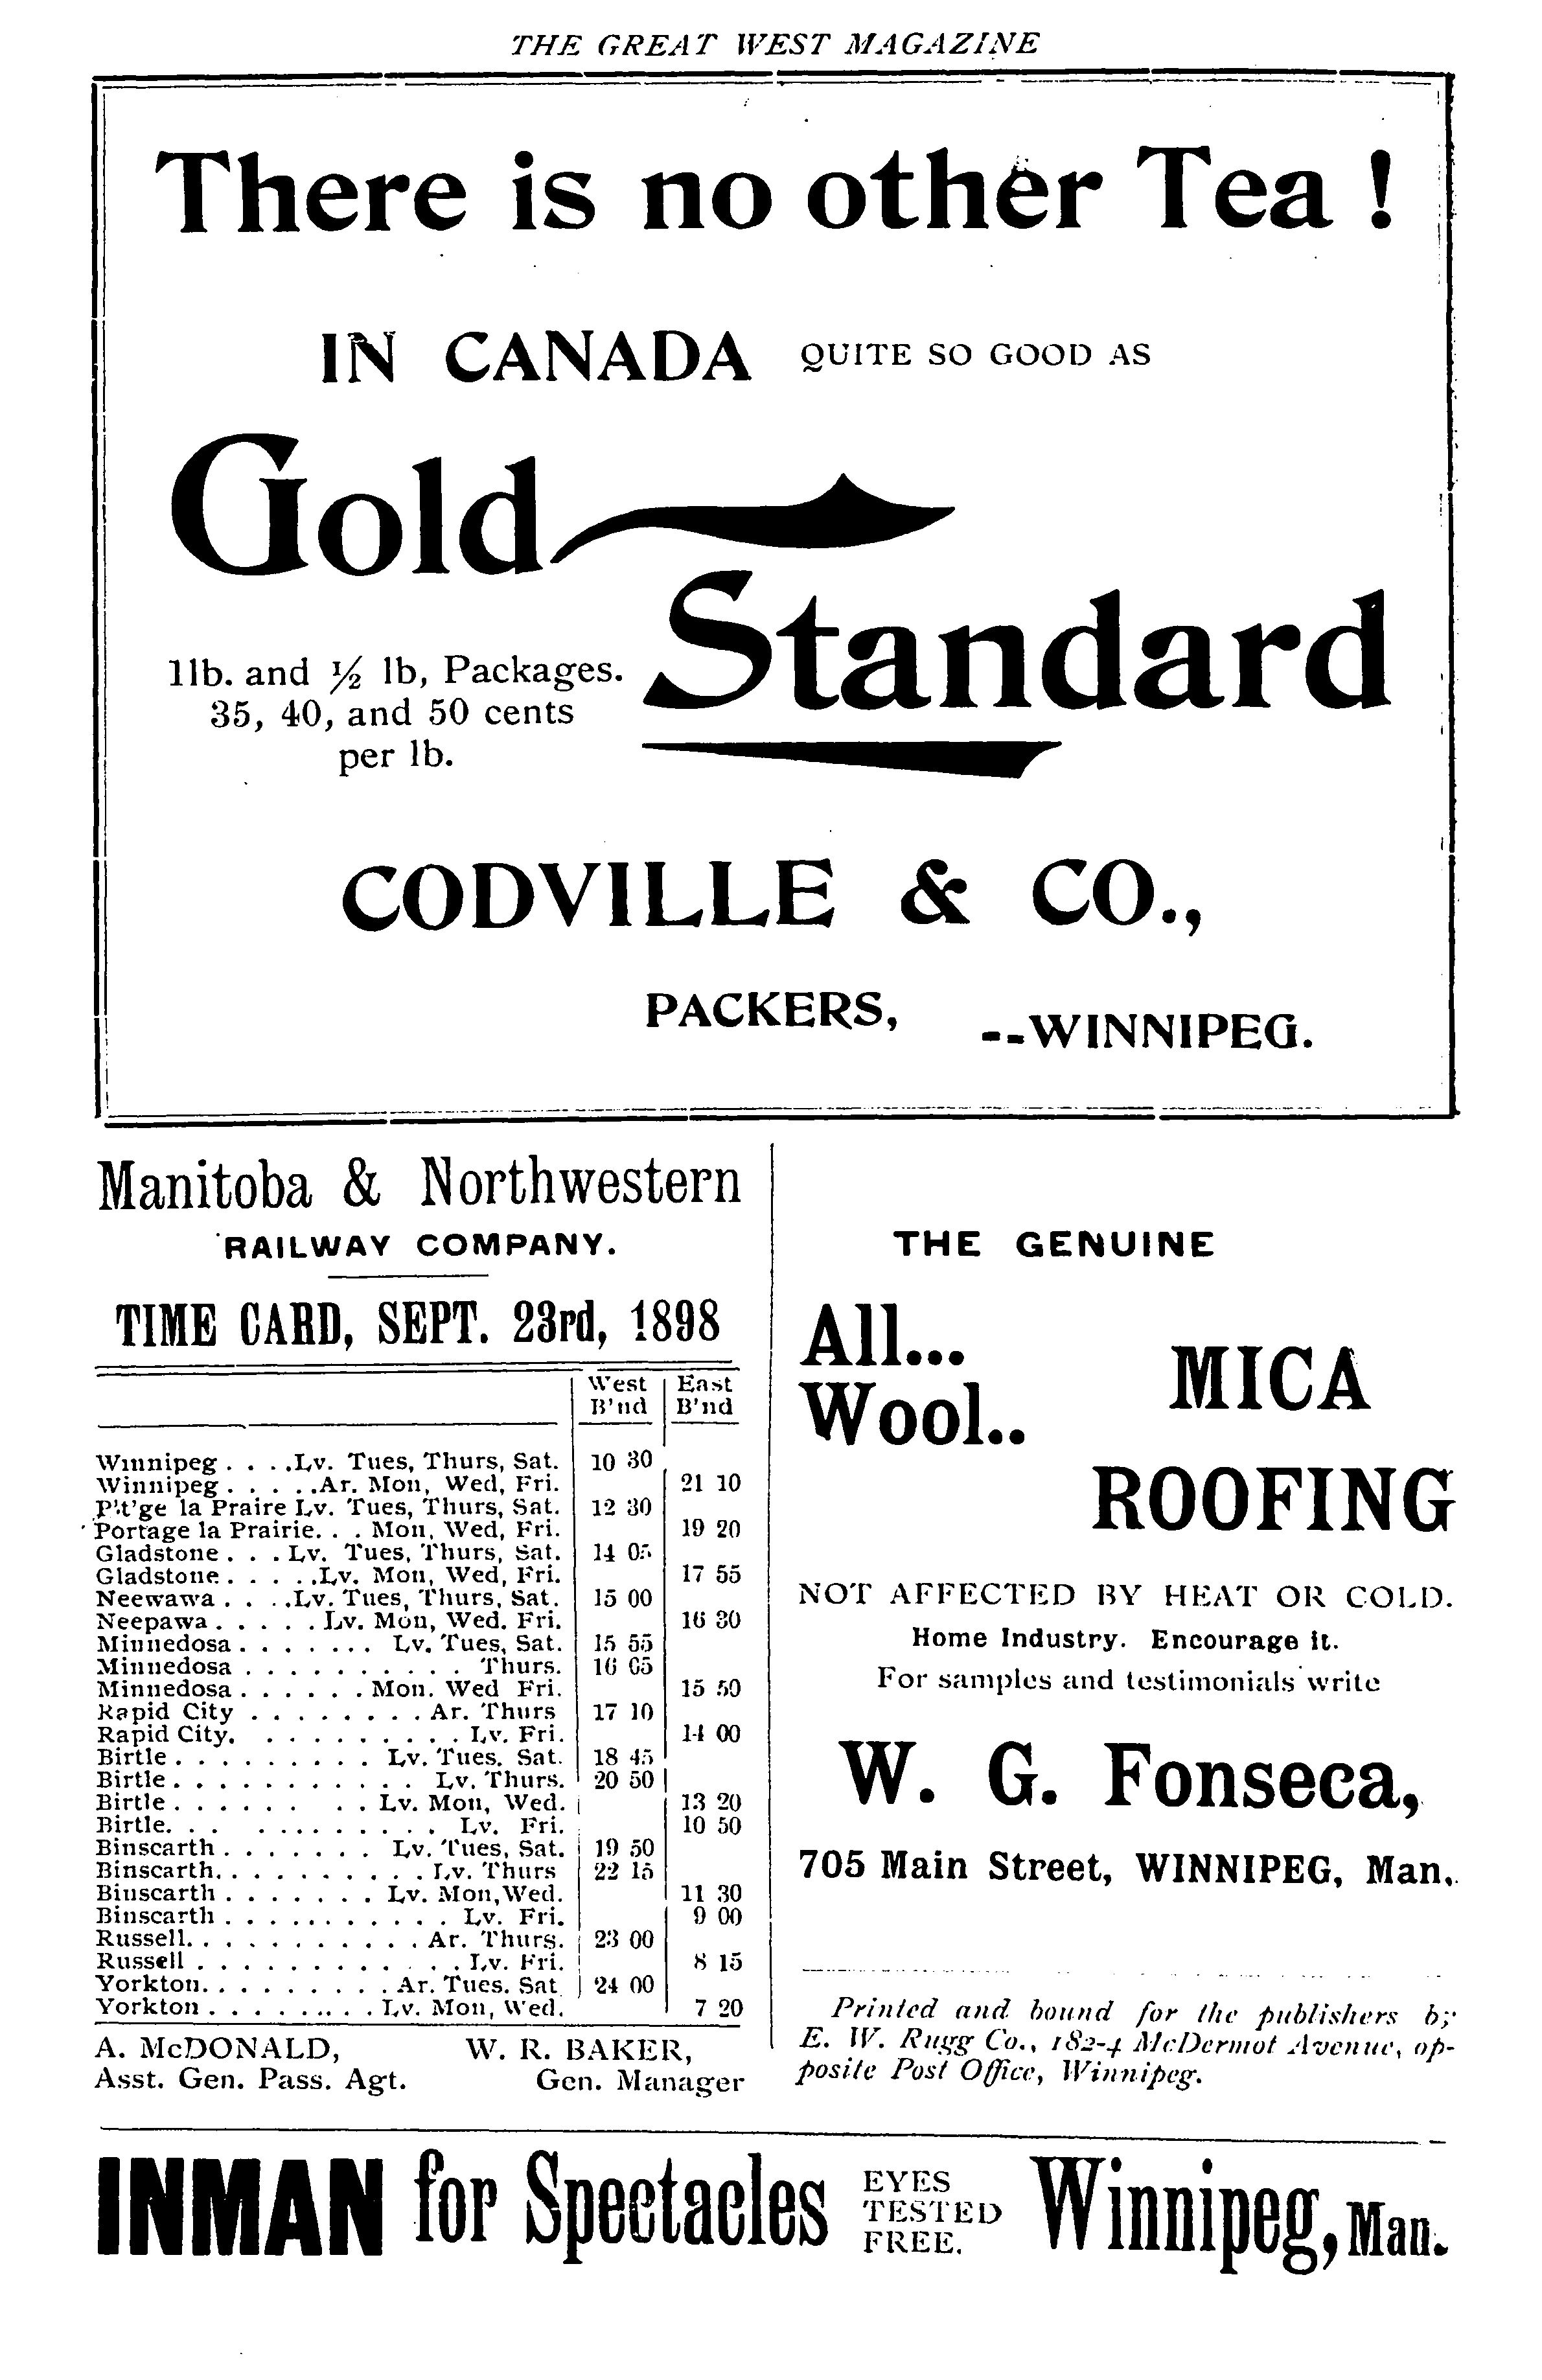 THE GREAT WEST MAGAZINE
There is no other Tea !
IN CANADA QUITE SO GOOD AS
Gold
Standard
1lb. and ½ lb, Packages.
35, 40, and 50 cents
per lb.
CODVILLE & CO.,
PACKERS, --WINNIPEG.
Manitoba & Northwestern
RAILWAY COMPANY.
TIME CARD, SEPT. 23rd, 1898
West East
B'nd B'nd
Winnipeg . . . .Lv. Tues, Thurs, Sat. 10 30
Winnipeg . . . . .Ar. Mon, Wed, Fri. 21 10
P't'ge la Praire Lv. Tues, Thurs, Sat. 12 30
Portage la Prairie. . . Mon, Wed, Fri. 19 20
Gladstone . . . Lv. Tues, Thurs, Sat. 14 05
Gladstone . . . . .Lv. Mon, Wed, Fri. 17 55
Neewawa . . . .Lv. Tues, Thurs, Sat. 15 00
Neepawa . . . . . Lv. Mon, Wed. Fri. 16 30
Minnedosa . . . . . . . Lv. Tues, Sat. 15 55
Minnedosa . . . . . . . . . . . Thurs. 16 05
Minnedosa . . . . . . Mon. Wed Fri. 15 50
Rapid City . . . . . . . . Ar. Thurs 17 10
Rapid City. . . . . . . . . . Lv. Fri. 14 00
Birtle . . . . . . . . . Lv. Tues. Sat. 18 45
Birtle . . . . . . . . . . . Lv. Thurs. 20 50
Birtle . . . . . . . . Lv. Mon, Wed. 13 20
Birtle. . . . . . . . . . . . Lv. Fri. 10 50
Binscarth . . . . . . . Lv. Tues, Sat. 19 50
Binscarth. . . . . . . . . . Lv. Thurs 22 15
Binscarth . . . . . . . Lv. Mon,Wed. 11 30
Binscarth . . . . . . . . . . . Lv. Fri. 9 00
Russell. . . . . . . . . . . . Ar. Thurs. 23 00
Russell . . . . . . . . . . . . . Lv. Fri. 8 15
Yorkton. . . . . . . . . Ar. Tues. Sat 24 00
Yorkton . . . . . . . . . Lv. Mon, Wed. 7 20
A. McDONALD, W. R. BAKER,
Asst. Gen. Pass. Agt. Gen. Manager
THE GENUINE
All...
Wool..
MICA
ROOFING
NOT AFFECTED BY HEAT OR COLD.
Home Industry. Encourage it.
For samples and testimonials write
W. G. Fonseca,
705 Main Street, WINNIPEG, Man.
Printed and bound for the publishers by
E. W. Rugg Co., 182-4 McDermot Avenue, op-
posite Post Office, Winnipeg.
INMAN for Spectacles
EYES
TESTED
FREE.
Winnipeg, Man.